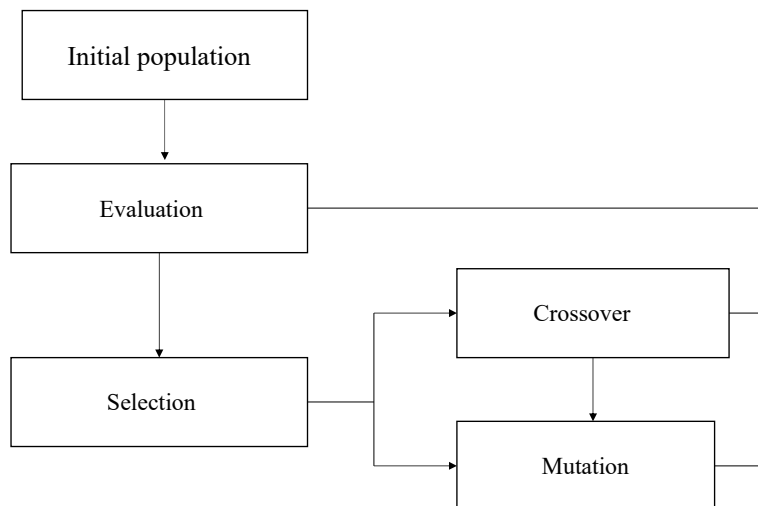 Initial population
Evaluation
Crossover
Selection
Mutation